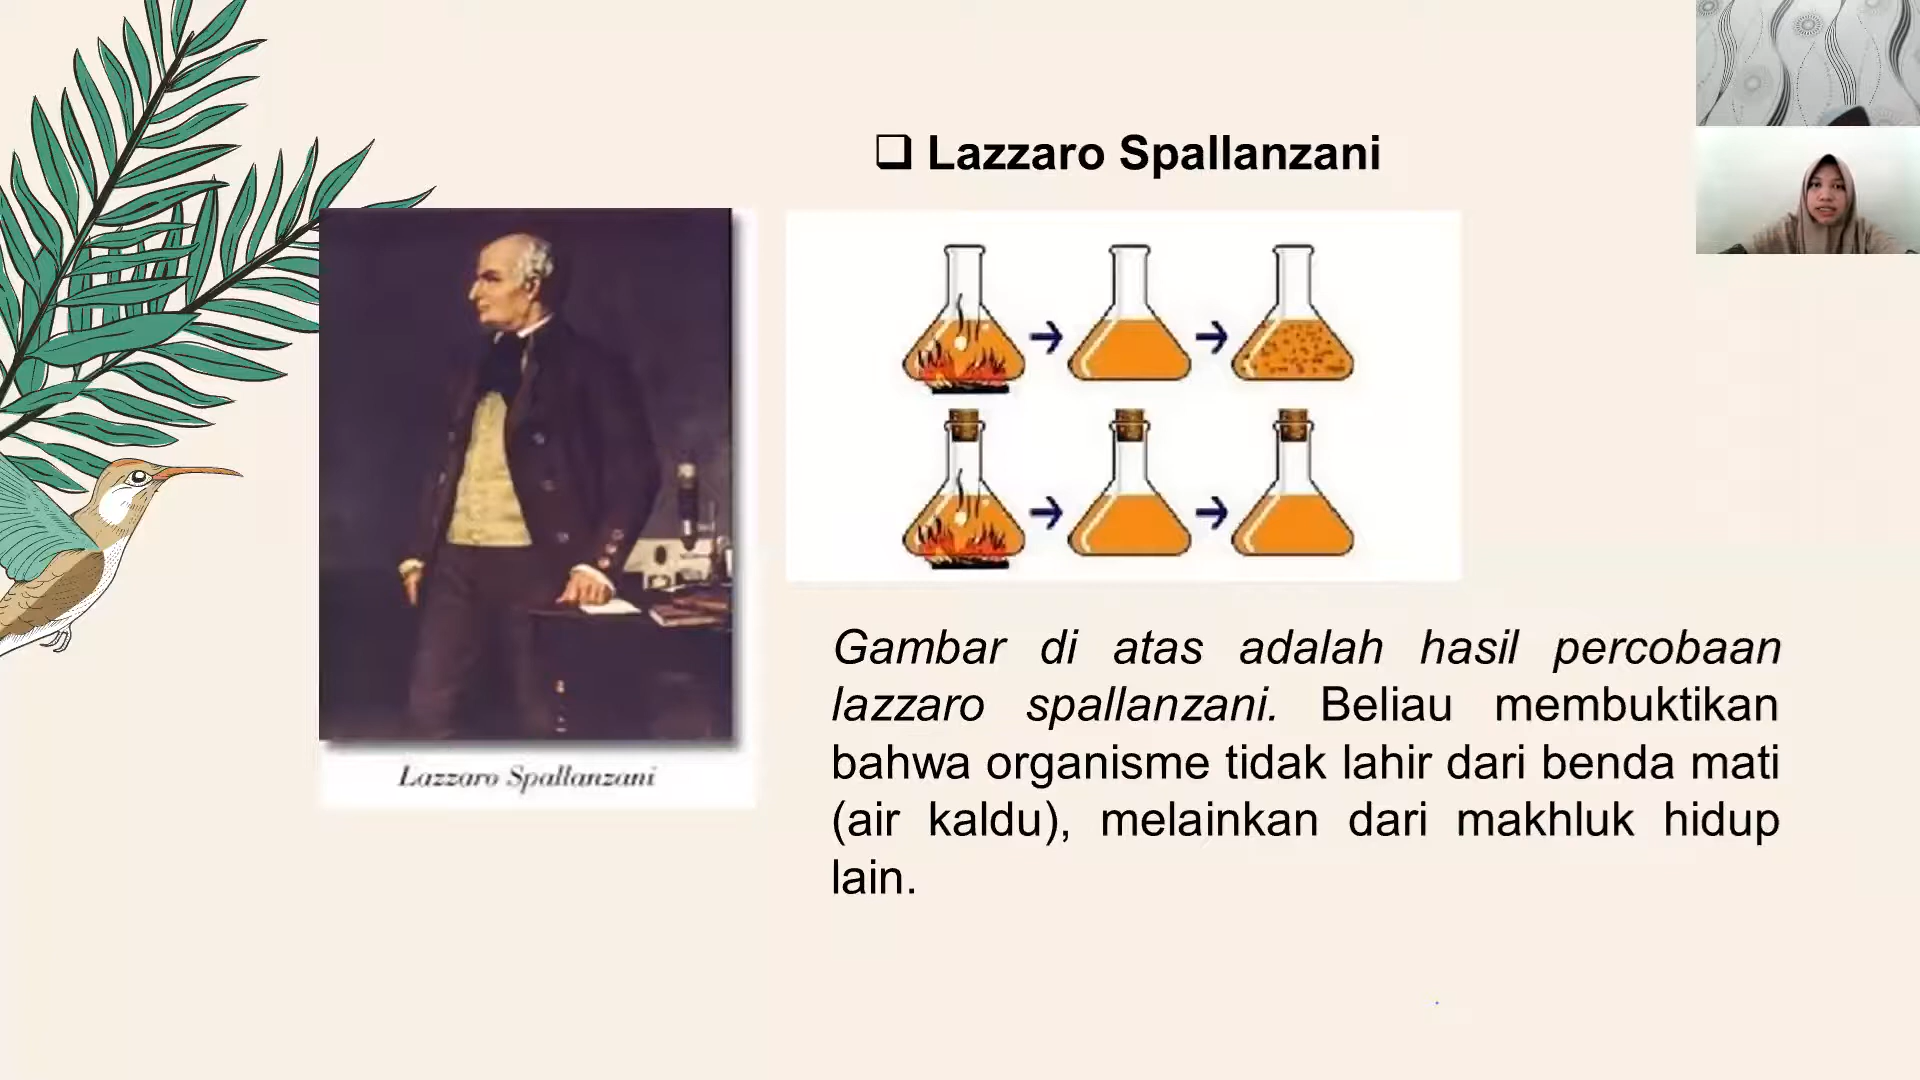 Lazzaro Spallanzani
Lazzaro Spallanzani
Gambar di atas adalah hasil percobaan
lazzaro spallanzani. Beliau membuktikan
bahwa organisme tidak lahir dari benda mati
(air kaldu), melainkan dari makhluk hidup
lain.